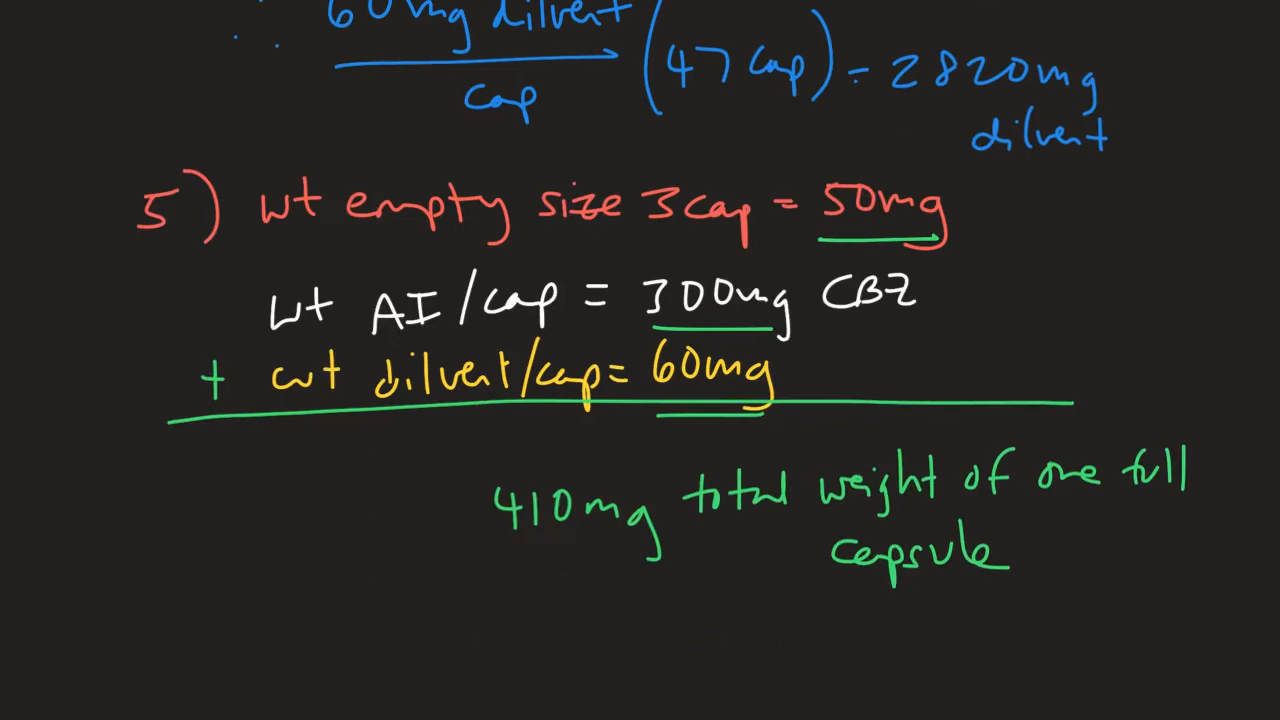 ∴ 60mg diluent/cap (47 cap) = 2820mg diluent
5) wt empty size 3 cap = 50mg
wt AI/cap = 300mg CBZ
+ wt diluent/cap = 60mg
410mg total weight of one full
capsule